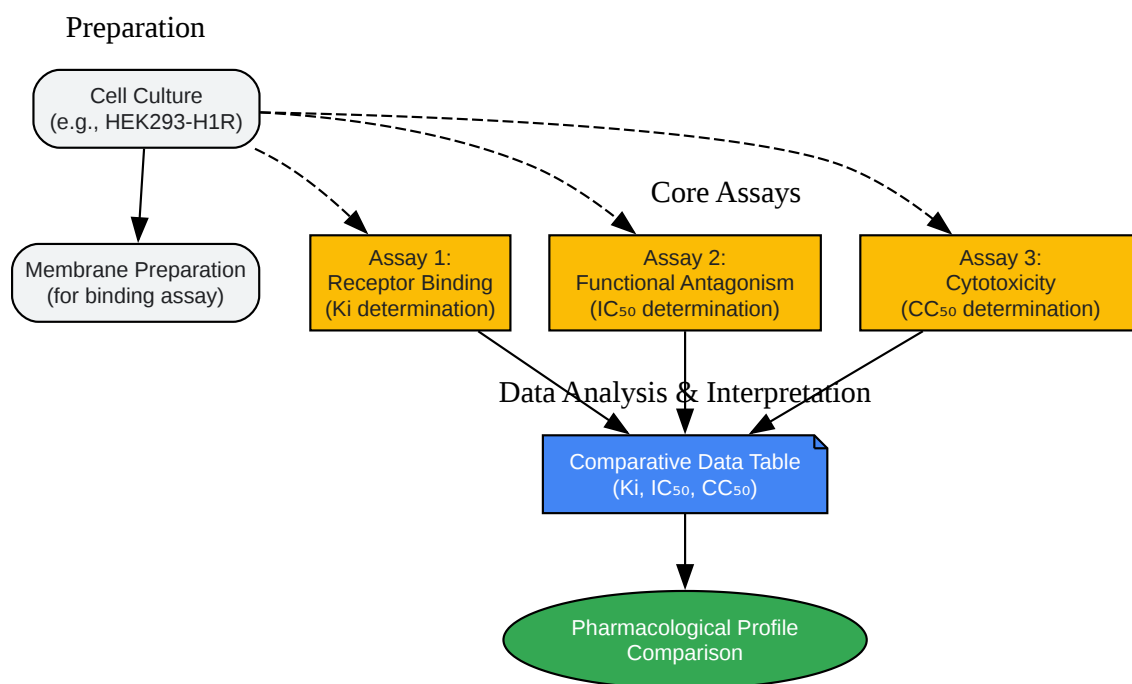 Preparation
Cell Culture
(e.g., HEK293-H1R)
Core Assays
Membrane Preparation
(for binding assay)
Assay 1:
Receptor Binding
(Ki determination)
Assay 2:
Functional Antagonism
(IC₅₀ determination)
Assay 3:
Cytotoxicity
(CC₅₀ determination)
Data Analysis & Interpretation
Comparative Data Table
(Ki, IC₅₀, CC₅₀)
Pharmacological Profile
Comparison